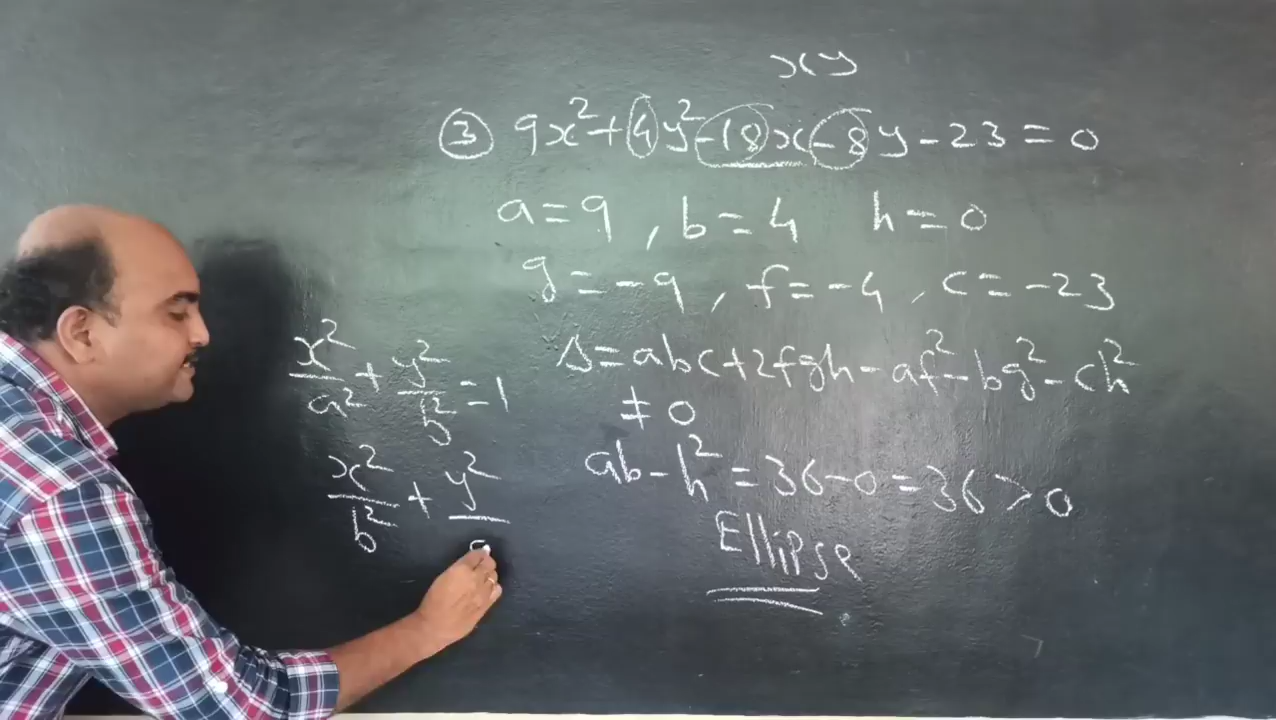 xy
③ 9x²+4y²-18x-8y-23=0
a=9, b=4 h=0
g=-9, f=-4, c=-23
Δ=abc+2fgh-af²-bg²-ch²
≠0
ab-h²=36-0=36>0
Ellipse
x²/a²+y²/b²=1
x²/b²+y²/